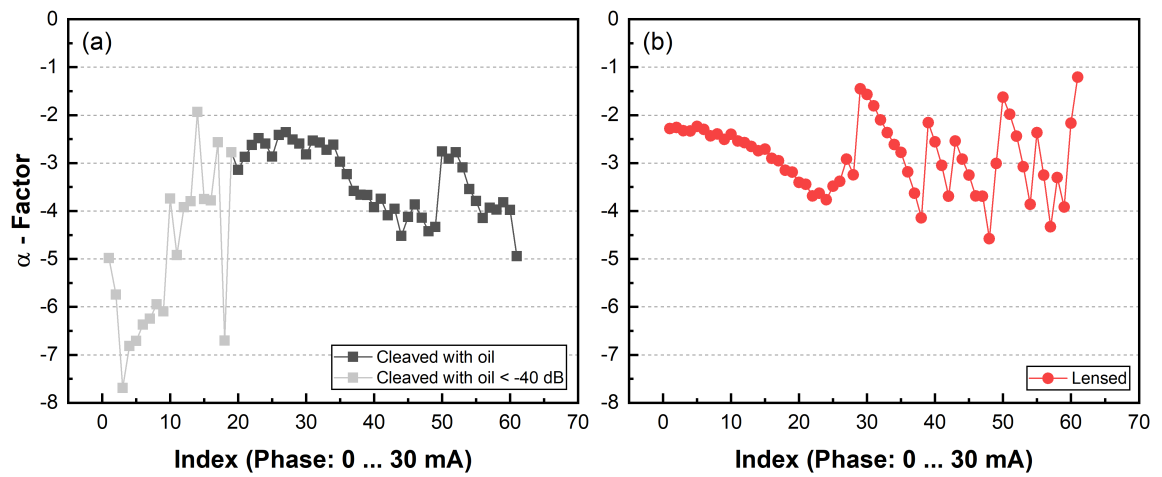 (a)
0
-1
-2
-3
-4
-5
-6
-7
-8
α - Factor
Cleaved with oil
Cleaved with oil < -40 dB
0 10 20 30 40 50 60 70
Index (Phase: 0 ... 30 mA)
(b)
0
-1
-2
-3
-4
-5
-6
-7
-8
Lensed
0 10 20 30 40 50 60 70
Index (Phase: 0 ... 30 mA)